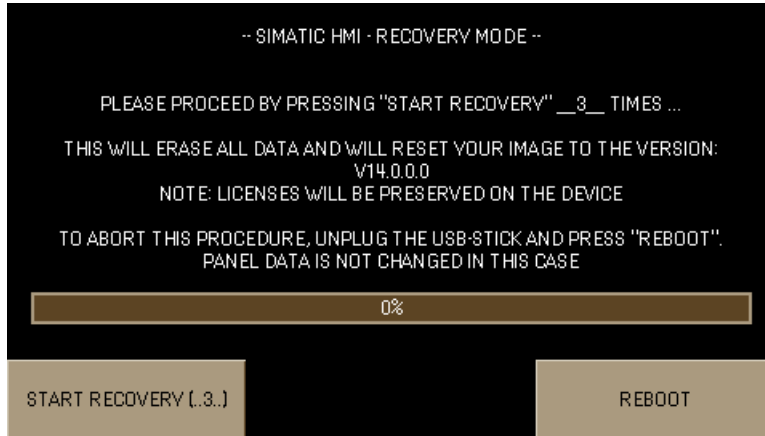 -- SIMATIC HMI - RECOVERY MODE --
PLEASE PROCEED BY PRESSING "START RECOVERY" __3__ TIMES ...
THIS WILL ERASE ALL DATA AND WILL RESET YOUR IMAGE TO THE VERSION:
V14.0.0.0
NOTE: LICENSES WILL BE PRESERVED ON THE DEVICE
TO ABORT THIS PROCEDURE, UNPLUG THE USB-STICK AND PRESS "REBOOT".
PANEL DATA IS NOT CHANGED IN THIS CASE
0%
START RECOVERY (..3..)
REBOOT